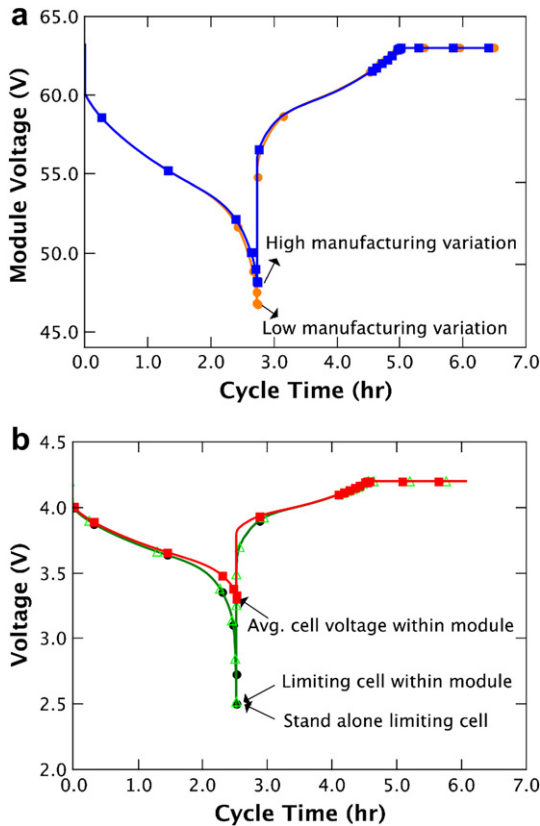 a
65.0
60.0
55.0
50.0
45.0
Module Voltage (V)
High manufacturing variation
Low manufacturing variation
0.0 1.0 2.0 3.0 4.0 5.0 6.0 7.0
Cycle Time (hr)
b
4.5
4.0
3.5
3.0
2.5
2.0
Voltage (V)
Avg. cell voltage within module
Limiting cell within module
Stand alone limiting cell
0.0 1.0 2.0 3.0 4.0 5.0 6.0 7.0
Cycle Time (hr)